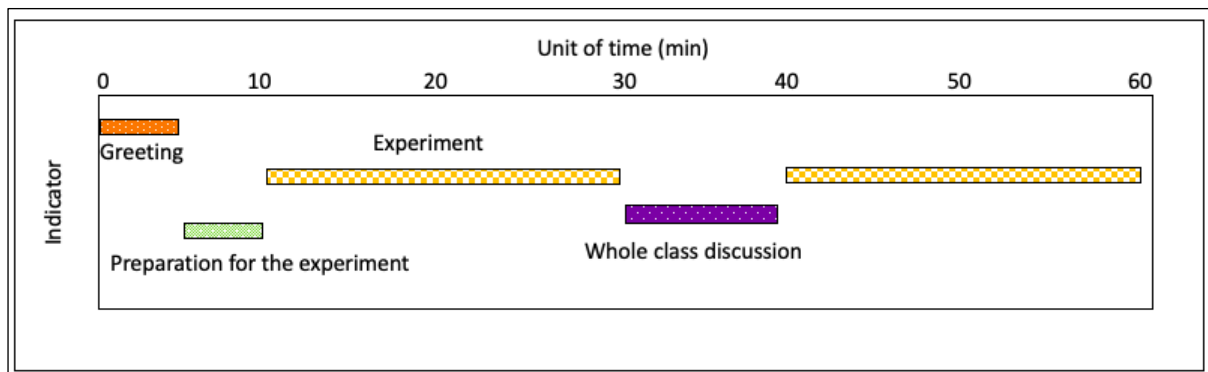 Unit of time (min)
0 10 20 30 40 50 60
Greeting
Experiment
Indicator
Preparation for the experiment
Whole class discussion